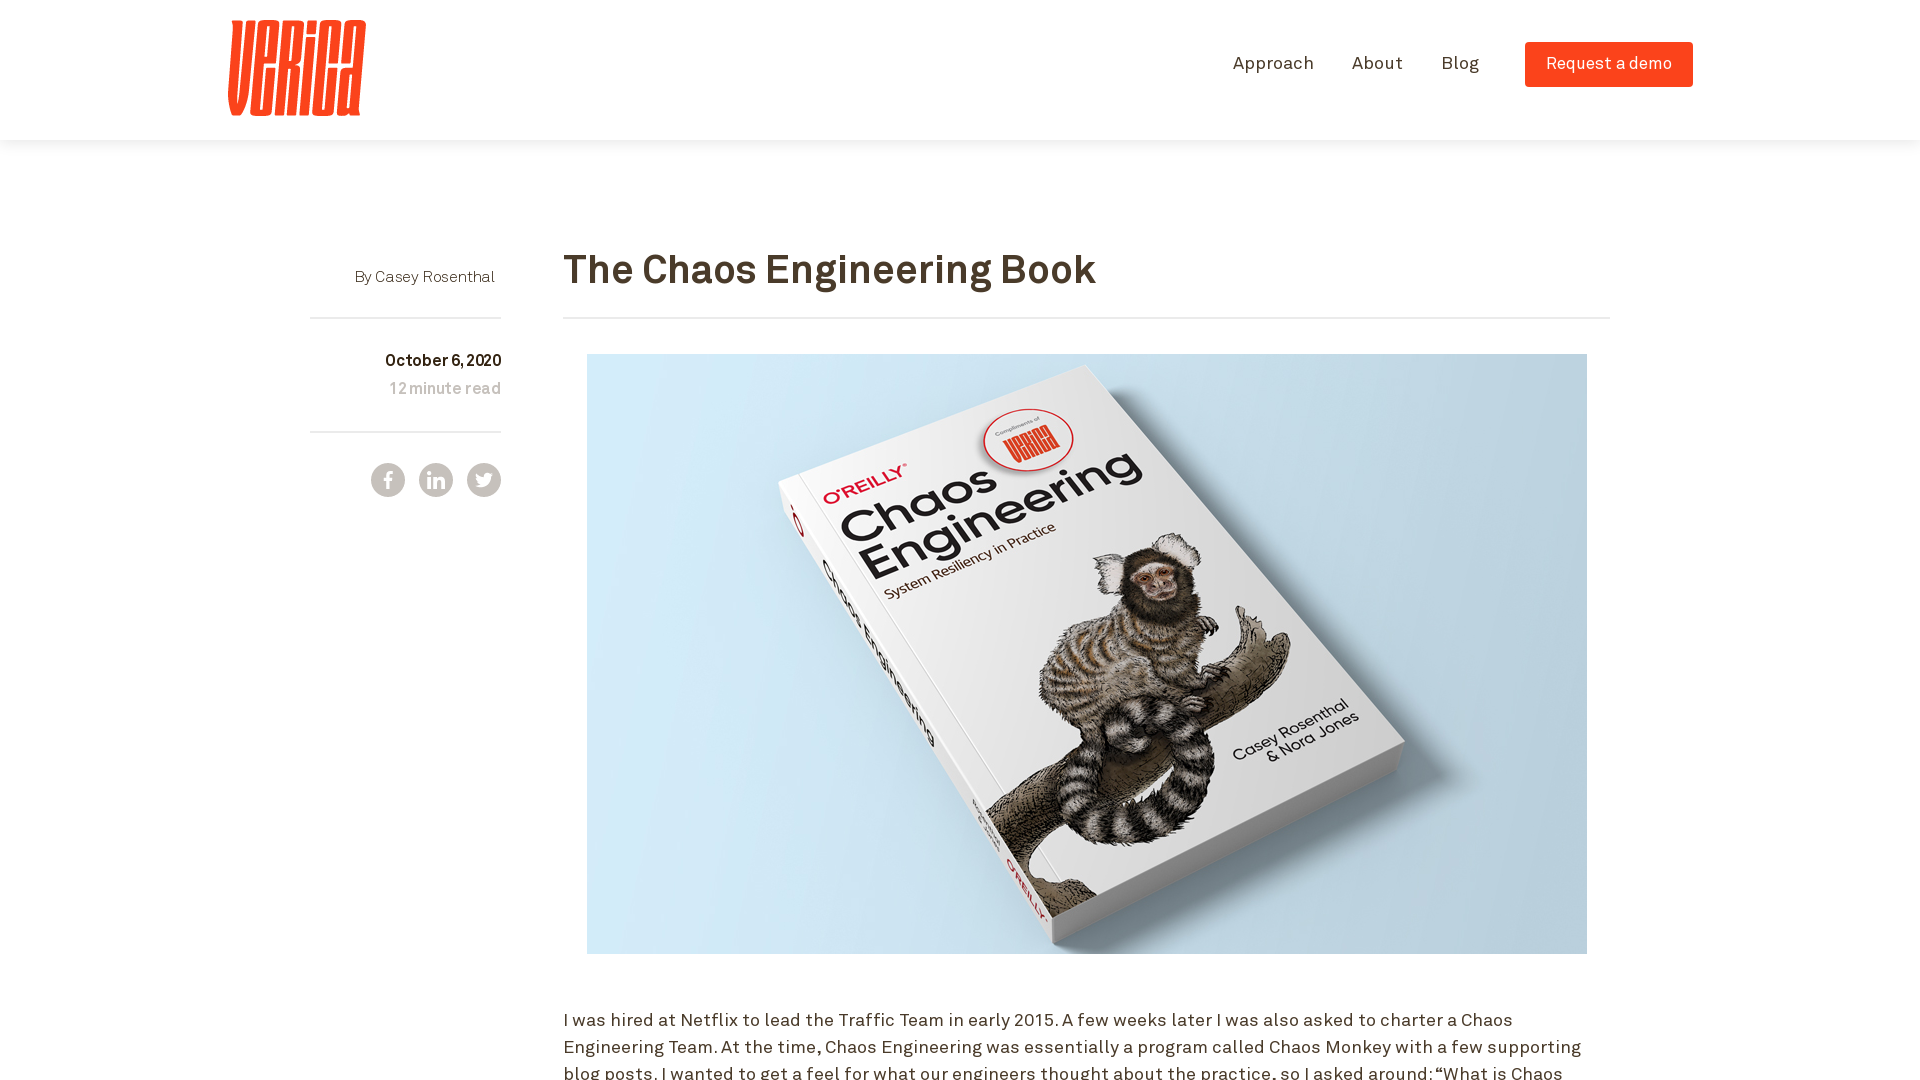 VERICA
Approach
About
Blog
Request a demo
By Casey Rosenthal
October 6, 2020
12 minute read
The Chaos Engineering Book
Compliments of
VERICA
O'REILLY®
Chaos
Engineering
System Resiliency in Practice
Casey Rosenthal
& Nora Jones
Chaos Engineering
Rosenthal
& Jones
O'REILLY®
I was hired at Netflix to lead the Traffic Team in early 2015. A few weeks later I was also asked to charter a Chaos
Engineering Team. At the time, Chaos Engineering was essentially a program called Chaos Monkey with a few supporting
blog posts. I wanted to get a feel for what our engineers thought about the practice, so I asked around: “What is Chaos